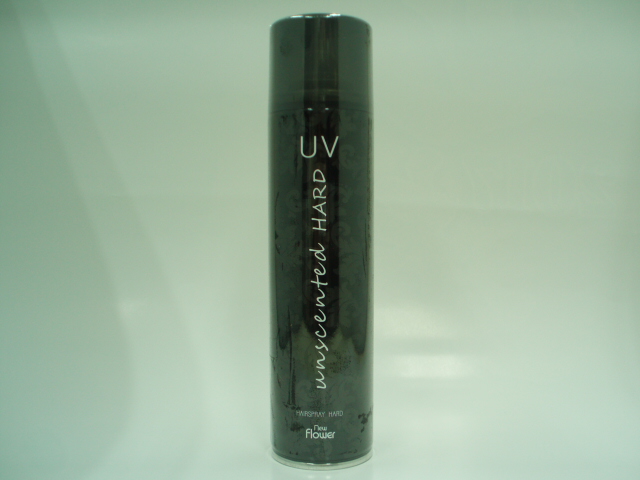 UV
unscented HARD
HAIRSPRAY HARD
New
flower